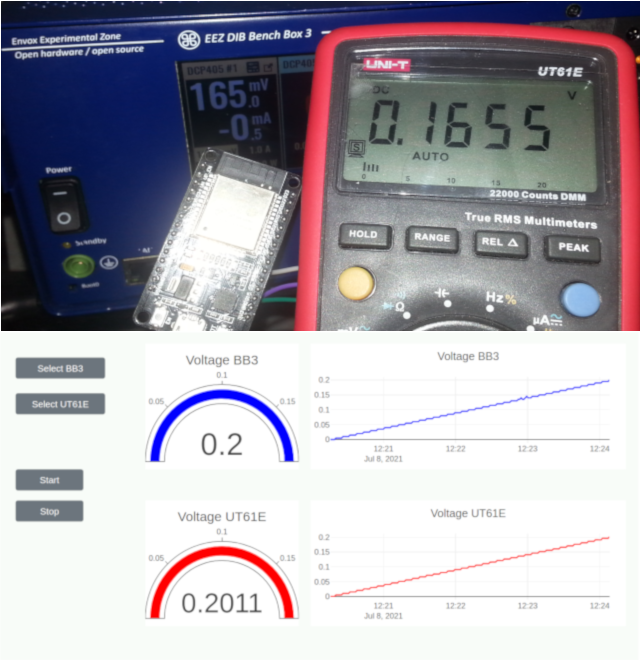 Envox Experimental Zone
Open hardware / open source
EEZ DIB Bench Box 3
DCP405 #1
165.0 mV
-0.5 mA
1.0 A
Power
Standby
UNI-T
UT61E
DC
V
0.1655
S
AUTO
0 5 10 15 20
22000 Counts DMM
True RMS Multimeters
HOLD
RANGE
REL Δ
PEAK
Ω
Hz%
μA
Select BB3
Select UT61E
Start
Stop
Voltage BB3
0.05
0.1
0.15
0.2
Voltage BB3
0.2
0.15
0.1
0.05
0
12:21 12:22 12:23 12:24
Jul 8, 2021
Voltage UT61E
0.05
0.1
0.15
0.2011
Voltage UT61E
0.2
0.15
0.1
0.05
0
12:21 12:22 12:23 12:24
Jul 8, 2021